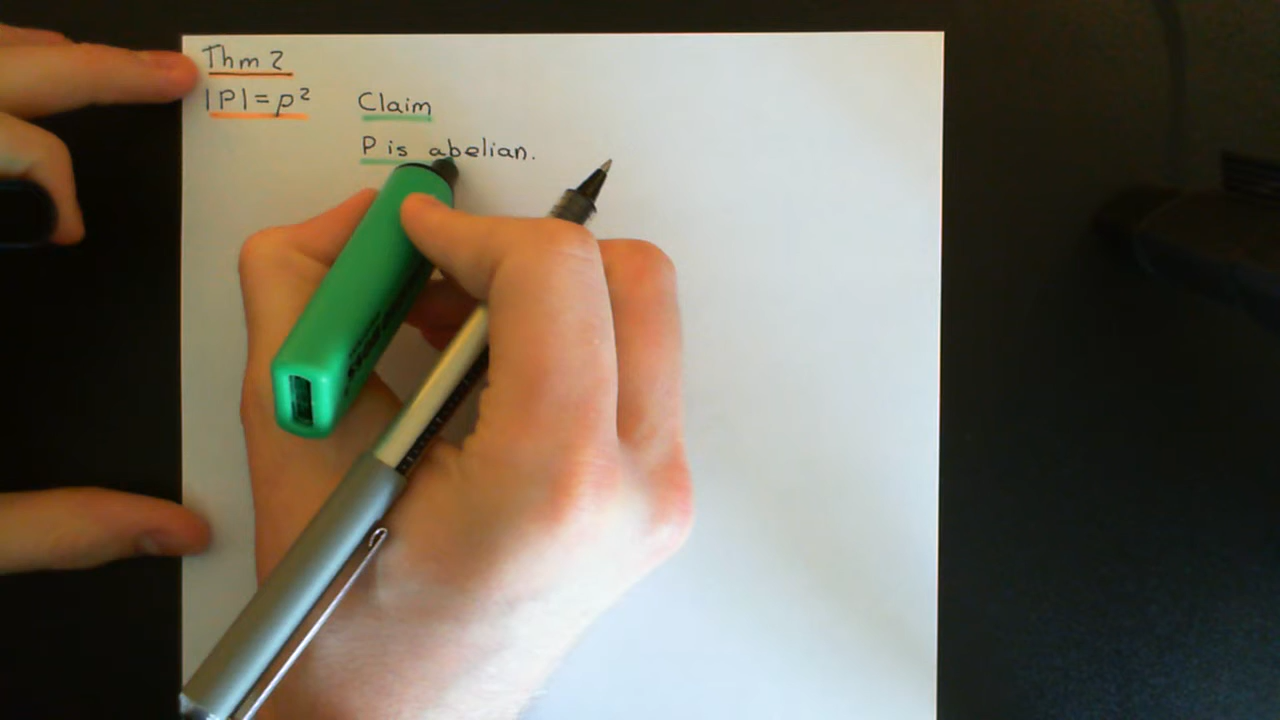 Thm 2
|P| = p²
Claim
P is abelian.